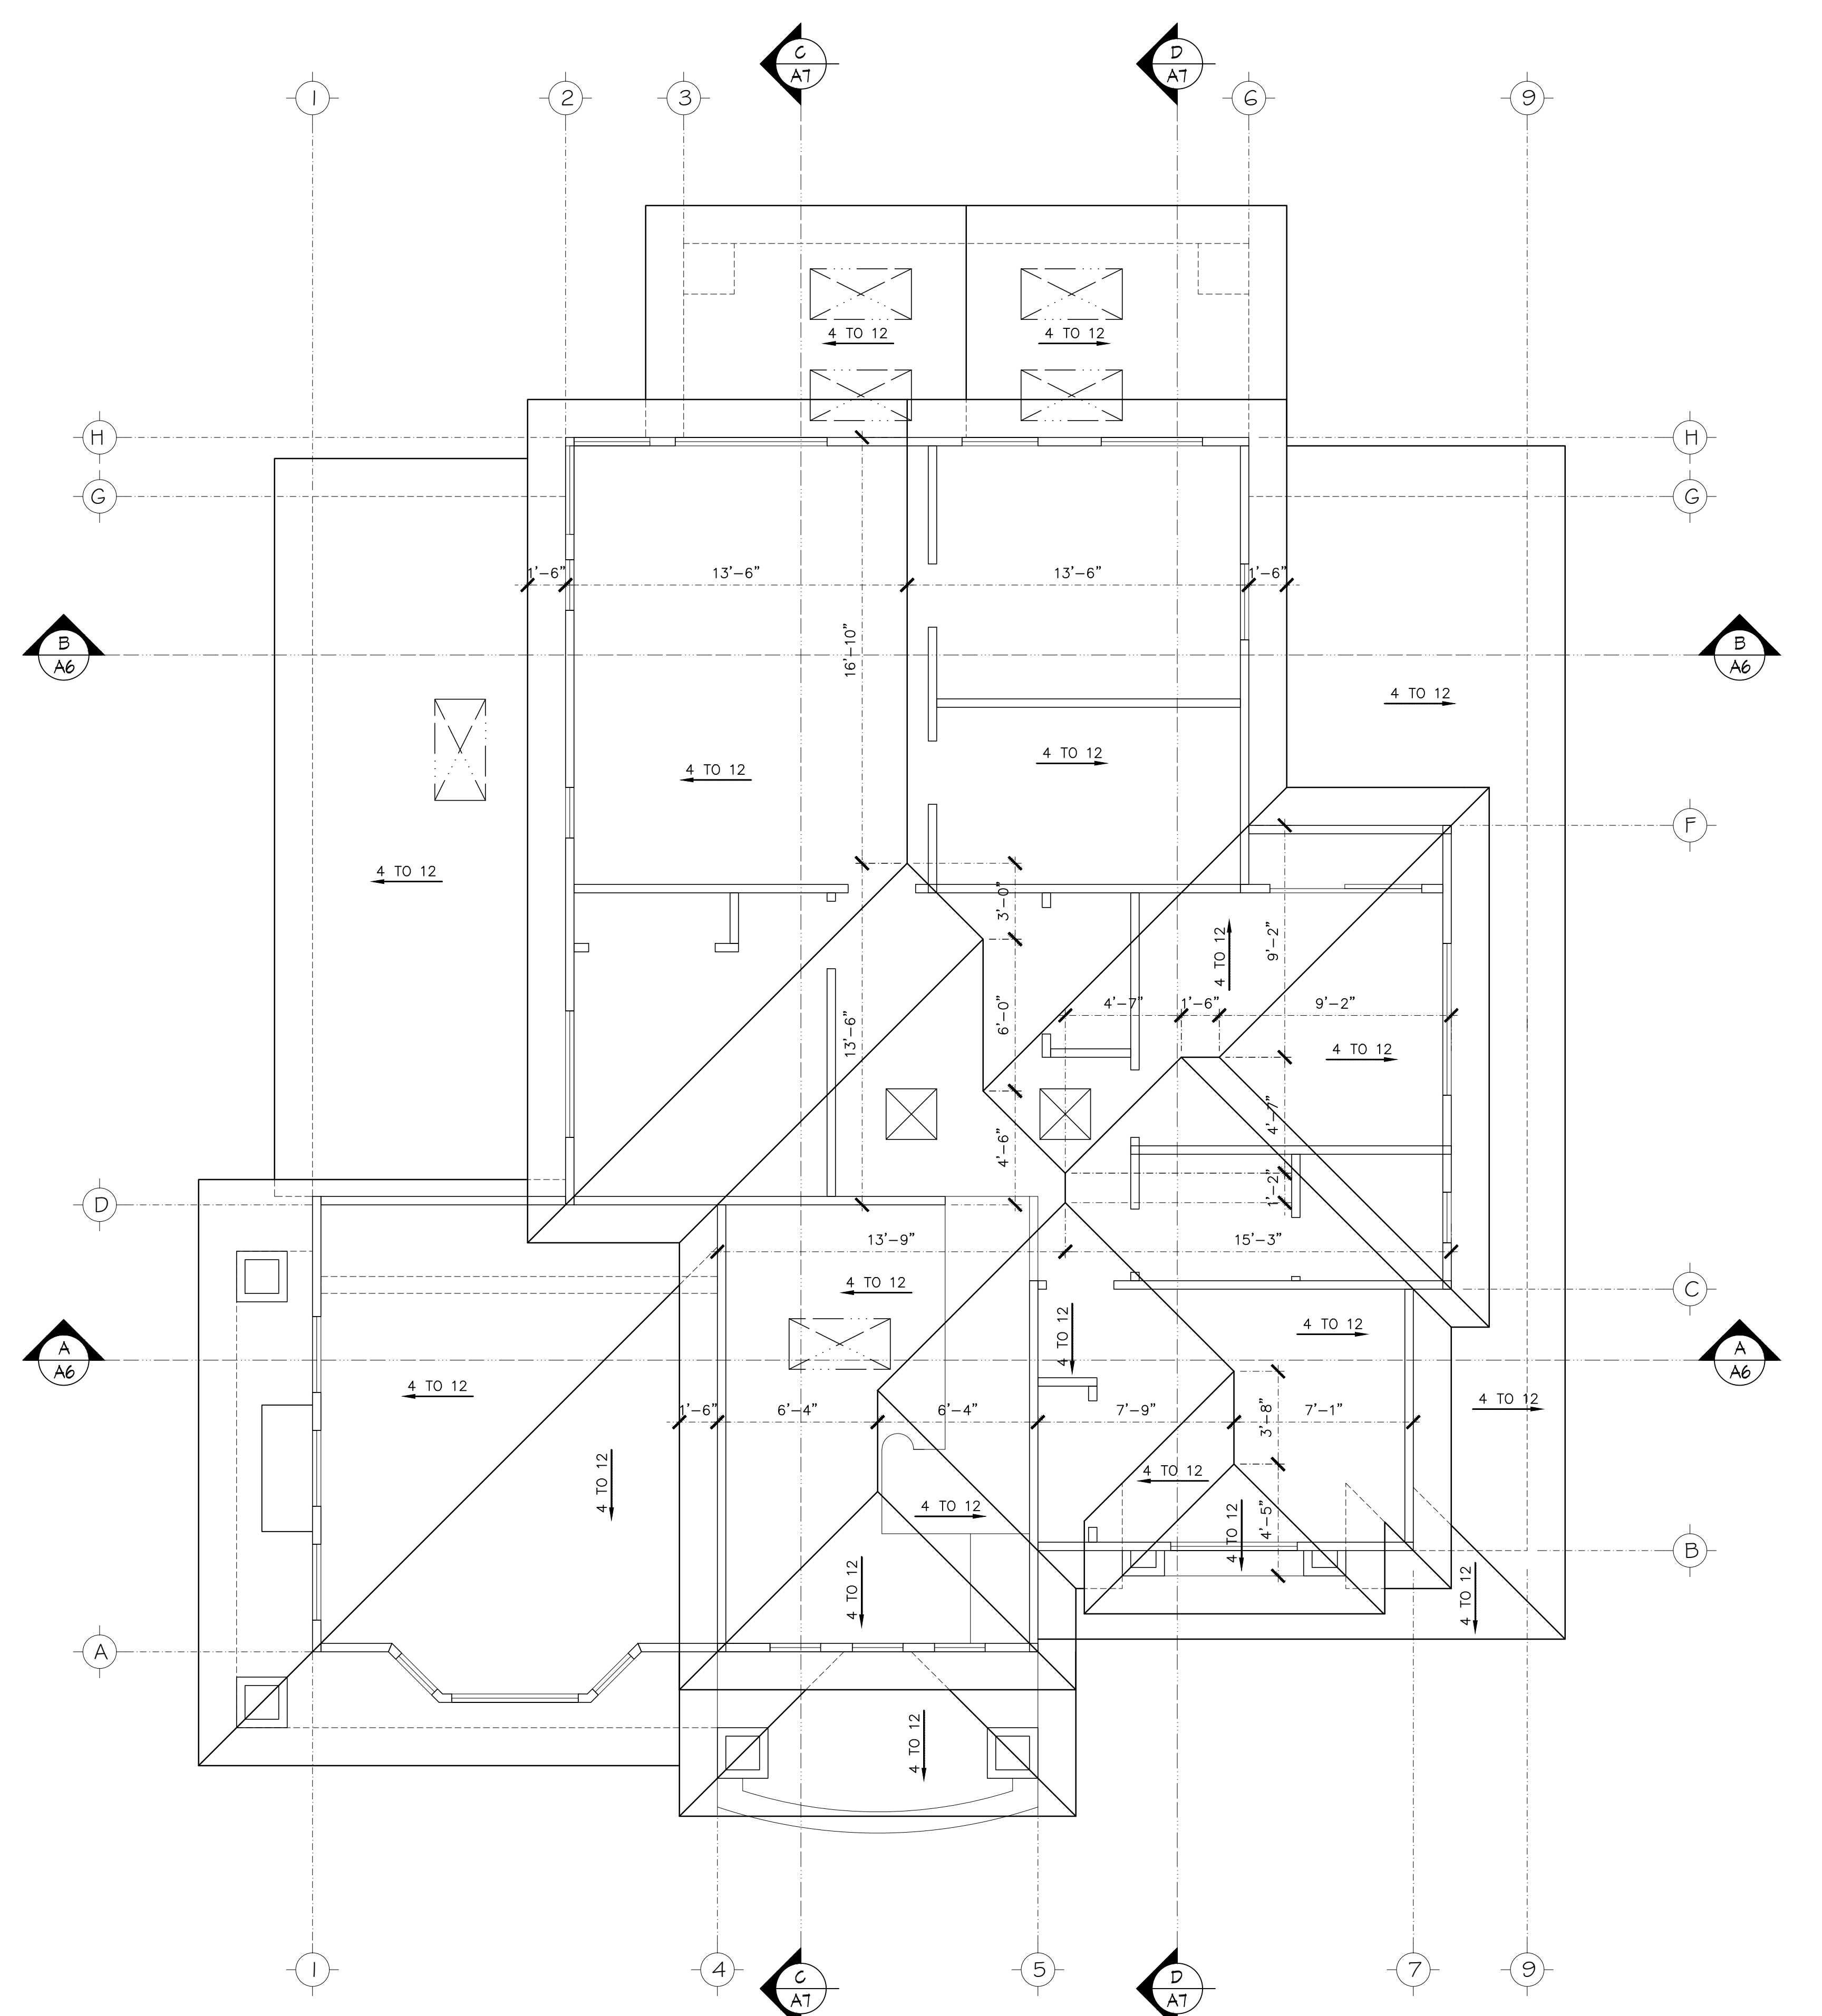 C
A7
D
A7
1
2
3
6
9
4 TO 12
4 TO 12
H
H
G
G
1'-6"
13'-6"
13'-6"
1'-6"
16'-10"
B
A6
B
A6
4 TO 12
4 TO 12
4 TO 12
F
4 TO 12
3'-0"
9'-2"
4 TO 12
4'-7"
1'-6"
9'-2"
6'-0"
13'-6"
4 TO 12
4'-7"
4'-6"
1'-2"
D
13'-9"
15'-3"
4 TO 12
C
4 TO 12
4 TO 12
A
A6
A
A6
4 TO 12
1'-6"
6'-4"
6'-4"
7'-9"
3'-8"
7'-1"
4 TO 12
4 TO 12
4 TO 12
4 TO 12
4 TO 12
4'-5"
B
4 TO 12
4 TO 12
A
4 TO 12
1
4
C
A7
5
D
A7
7
9